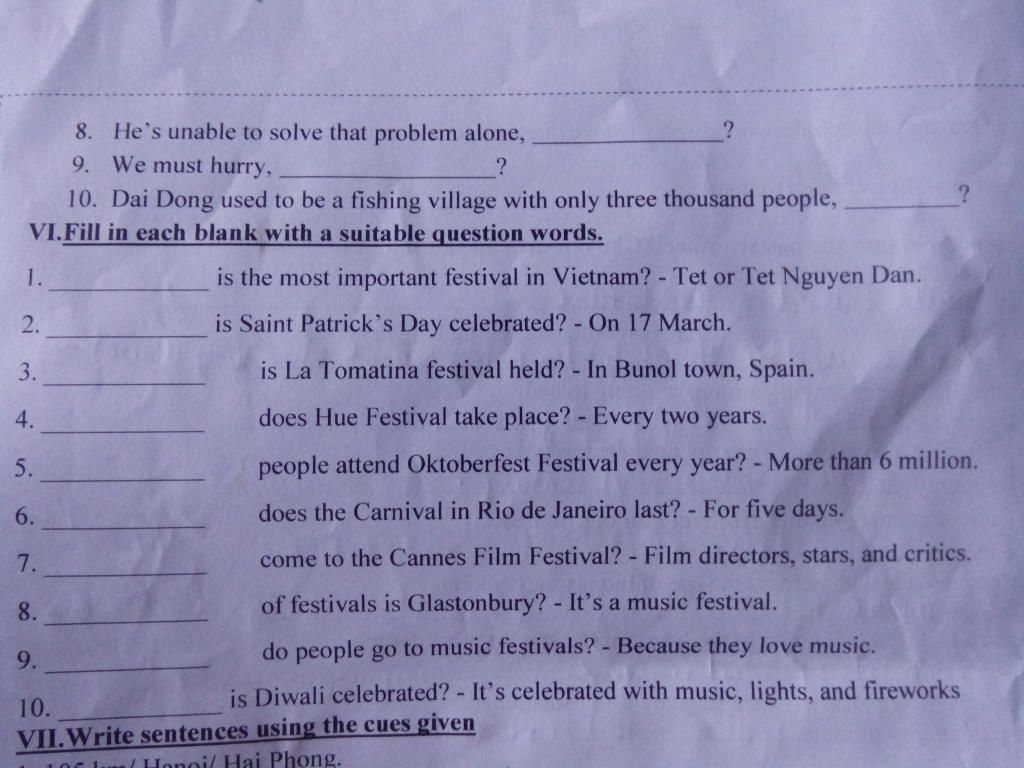 8. He's unable to solve that problem alone, ____________?
9. We must hurry, ____________?
10. Dai Dong used to be a fishing village with only three thousand people, ________?
VI.Fill in each blank with a suitable question words.
1. ____________ is the most important festival in Vietnam? - Tet or Tet Nguyen Dan.
2. ____________ is Saint Patrick's Day celebrated? - On 17 March.
3. ____________ is La Tomatina festival held? - In Bunol town, Spain.
4. ____________ does Hue Festival take place? - Every two years.
5. ____________ people attend Oktoberfest Festival every year? - More than 6 million.
6. ____________ does the Carnival in Rio de Janeiro last? - For five days.
7. ____________ come to the Cannes Film Festival? - Film directors, stars, and critics.
8. ____________ of festivals is Glastonbury? - It's a music festival.
9. ____________ do people go to music festivals? - Because they love music.
10. ____________ is Diwali celebrated? - It's celebrated with music, lights, and fireworks
VII.Write sentences using the cues given
km/ Hanoi/ Hai Phong.